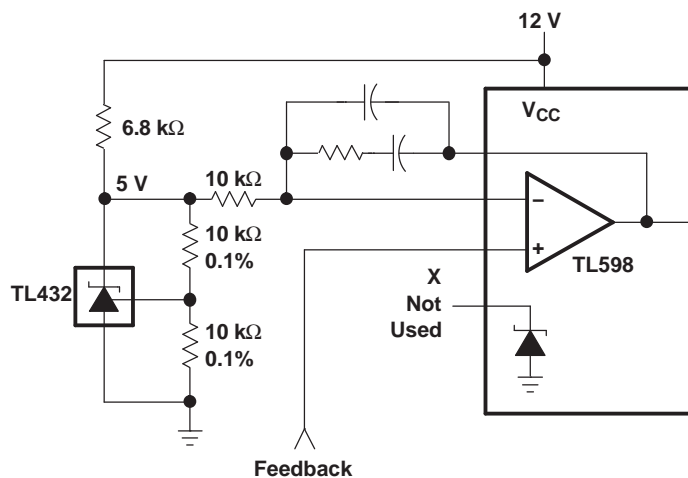 12 V
VCC
6.8 kΩ
5 V
10 kΩ
10 kΩ
0.1%
TL432
10 kΩ
0.1%
−
+
TL598
X
Not
Used
Feedback